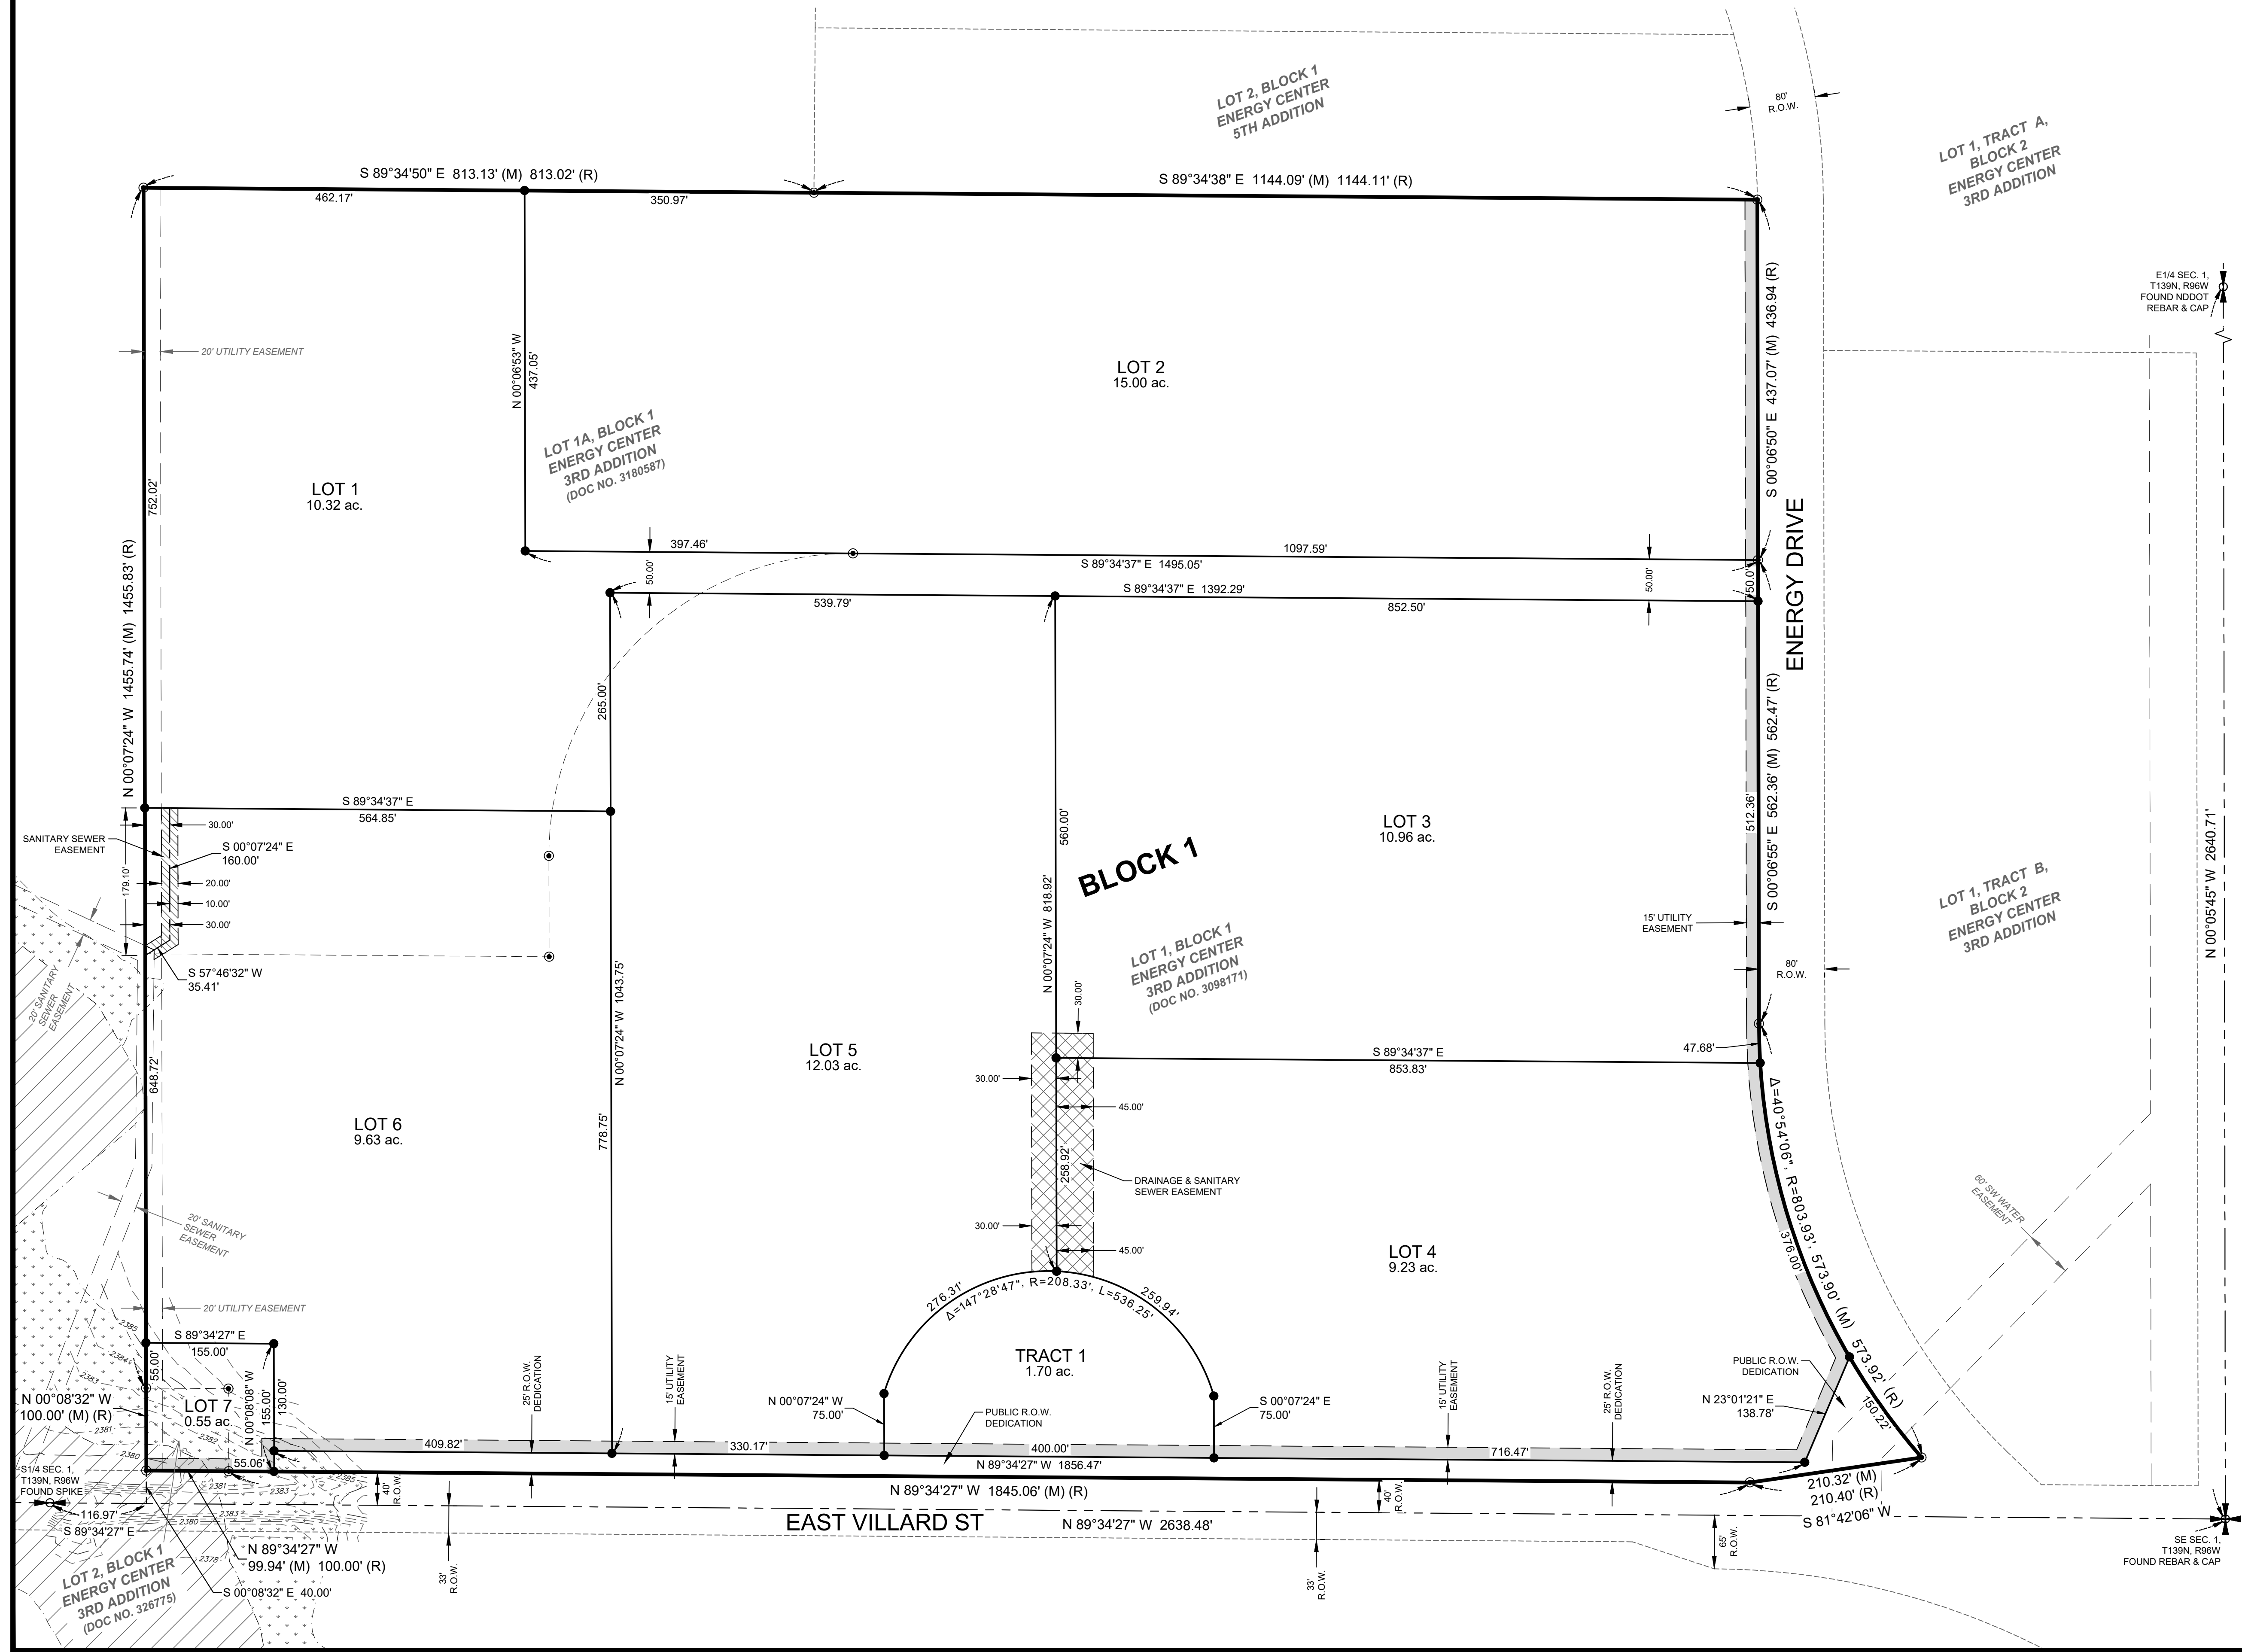 LOT 2, BLOCK 1
ENERGY CENTER
5TH ADDITION
80'
R.O.W.
LOT 1, TRACT A,
BLOCK 2
ENERGY CENTER
3RD ADDITION
S 89°34'50" E 813.13' (M) 813.02' (R)
462.17'
350.97'
S 89°34'38" E 1144.09' (M) 1144.11' (R)
E1/4 SEC. 1,
T139N, R96W
FOUND NDDOT
REBAR & CAP
20' UTILITY EASEMENT
N 00°06'53" W
437.05'
LOT 2
15.00 ac.
S 00°06'50" E 437.07' (M) 436.94 (R)
LOT 1A, BLOCK 1
ENERGY CENTER
3RD ADDITION
(DOC NO. 3180587)
LOT 1
10.32 ac.
752.02'
N 00°07'24" W 1455.74' (M) 1455.83' (R)
397.46'
1097.59'
S 89°34'37" E 1495.05'
50.00'
50.00'
50.0'
S 89°34'37" E 1392.29'
539.79'
852.50'
ENERGY DRIVE
265.00'
S 00°06'55" E 562.36' (M) 562.47' (R)
512.36'
S 89°34'37" E
564.85'
560.00'
LOT 3
10.96 ac.
BLOCK 1
N 00°05'45" W 2640.71'
SANITARY SEWER
EASEMENT
30.00'
S 00°07'24" E
160.00'
179.10'
20.00'
10.00'
30.00'
S 57°46'32" W
35.41'
20' SANITARY
SEWER
EASEMENT
N 00°07'24" W 818.92'
LOT 1, BLOCK 1
ENERGY CENTER
3RD ADDITION
(DOC NO. 3098171)
15' UTILITY
EASEMENT
LOT 1, TRACT B,
BLOCK 2
ENERGY CENTER
3RD ADDITION
80'
R.O.W.
N 00°07'24" W 1043.75'
30.00'
648.72'
LOT 5
12.03 ac.
S 89°34'37" E
853.83'
47.68'
30.00'
45.00'
LOT 6
9.63 ac.
778.75'
258.92'
DRAINAGE & SANITARY
SEWER EASEMENT
Δ=40°54'06", R=803.93', 573.90' (M) 573.92' (R)
376.00'
20' SANITARY
SEWER
EASEMENT
30.00'
45.00'
LOT 4
9.23 ac.
60' SW WATER
EASEMENT
276.31'
Δ=147°28'47", R=208.33', L=536.25'
259.94'
20' UTILITY EASEMENT
2385
S 89°34'27" E
155.00'
2384
2383
55.00'
TRACT 1
1.70 ac.
25' R.O.W.
DEDICATION
15' UTILITY
EASEMENT
15' UTILITY
EASEMENT
25' R.O.W.
DEDICATION
PUBLIC R.O.W.
DEDICATION
N 23°01'21" E
138.78'
150.22'
N 00°08'32" W
100.00' (M) (R)
LOT 7
0.55 ac.
N 00°08'08" W
155.00'
130.00'
N 00°07'24" W
75.00'
PUBLIC R.O.W.
DEDICATION
S 00°07'24" E
75.00'
2381
2382
2380
55.06'
409.82'
330.17'
400.00'
716.47'
N 89°34'27" W 1856.47'
S1/4 SEC. 1,
T139N, R96W
FOUND SPIKE
2381
2383
2385
40'
R.O.W.
N 89°34'27" W 1845.06' (M) (R)
40'
R.O.W.
210.32' (M)
210.40' (R)
S 81°42'06" W
116.97'
S 89°34'27" E
2380
2383
EAST VILLARD ST
N 89°34'27" W 2638.48'
65'
R.O.W.
SE SEC. 1,
T139N, R96W
FOUND REBAR & CAP
2378
N 89°34'27" W
99.94' (M) 100.00' (R)
S 00°08'32" E 40.00'
33'
R.O.W.
33'
R.O.W.
LOT 2, BLOCK 1
ENERGY CENTER
3RD ADDITION
(DOC NO. 326775)